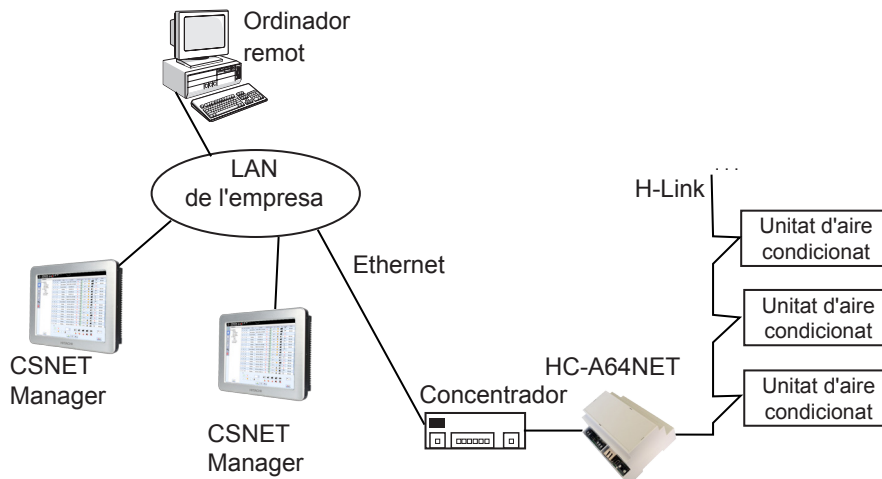 Ordinador
remot
LAN
de l'empresa
H-Link
. . .
Unitat d'aire
condicionat
Ethernet
Unitat d'aire
condicionat
CSNET
Manager
HC-A64NET
Concentrador
Unitat d'aire
condicionat
CSNET
Manager